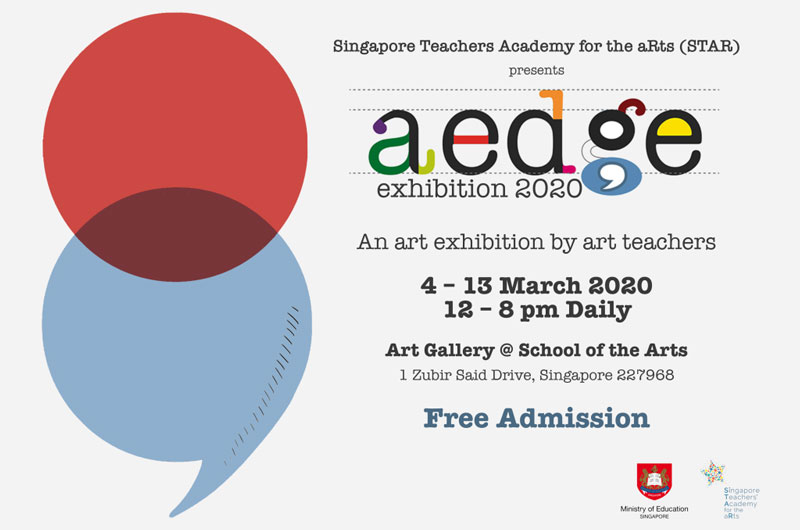 Singapore Teachers Academy for the aRts (STAR)
presents
aedge
exhibition 2020
An art exhibition by art teachers
4 – 13 March 2020
12 – 8 pm Daily
Art Gallery @ School of the Arts
1 Zubir Said Drive, Singapore 227968
Free Admission
Ministry of Education
SINGAPORE
Singapore
Teachers'
Academy
for the
aRts